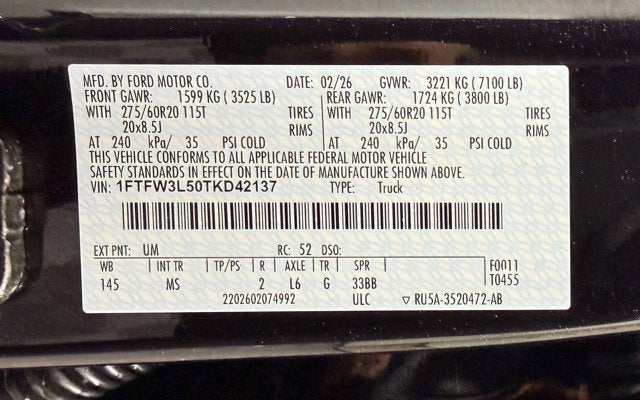 MFD. BY FORD MOTOR CO. DATE: 02/26 GVWR: 3221 KG ( 7100 LB)
FRONT GAWR: 1599 KG ( 3525 LB) REAR GAWR: 1724 KG ( 3800 LB)
WITH 275/60R20 115T TIRES WITH 275/60R20 115T TIRES
20x8.5J RIMS 20x8.5J RIMS
AT 240 kPa/ 35 PSI COLD AT 240 kPa/ 35 PSI COLD
THIS VEHICLE CONFORMS TO ALL APPLICABLE FEDERAL MOTOR VEHICLE
SAFETY STANDARDS IN EFFECT ON THE DATE OF MANUFACTURE SHOWN ABOVE.
VIN: 1FTFW3L50TKD42137 TYPE: Truck
EXT PNT: UM RC: 52 DSO:
WB INT TR TP/PS R AXLE TR SPR F0011
145 MS 2 L6 G 33BB T0455
2202602074992 ULC ▽ RU5A-3520472-AB